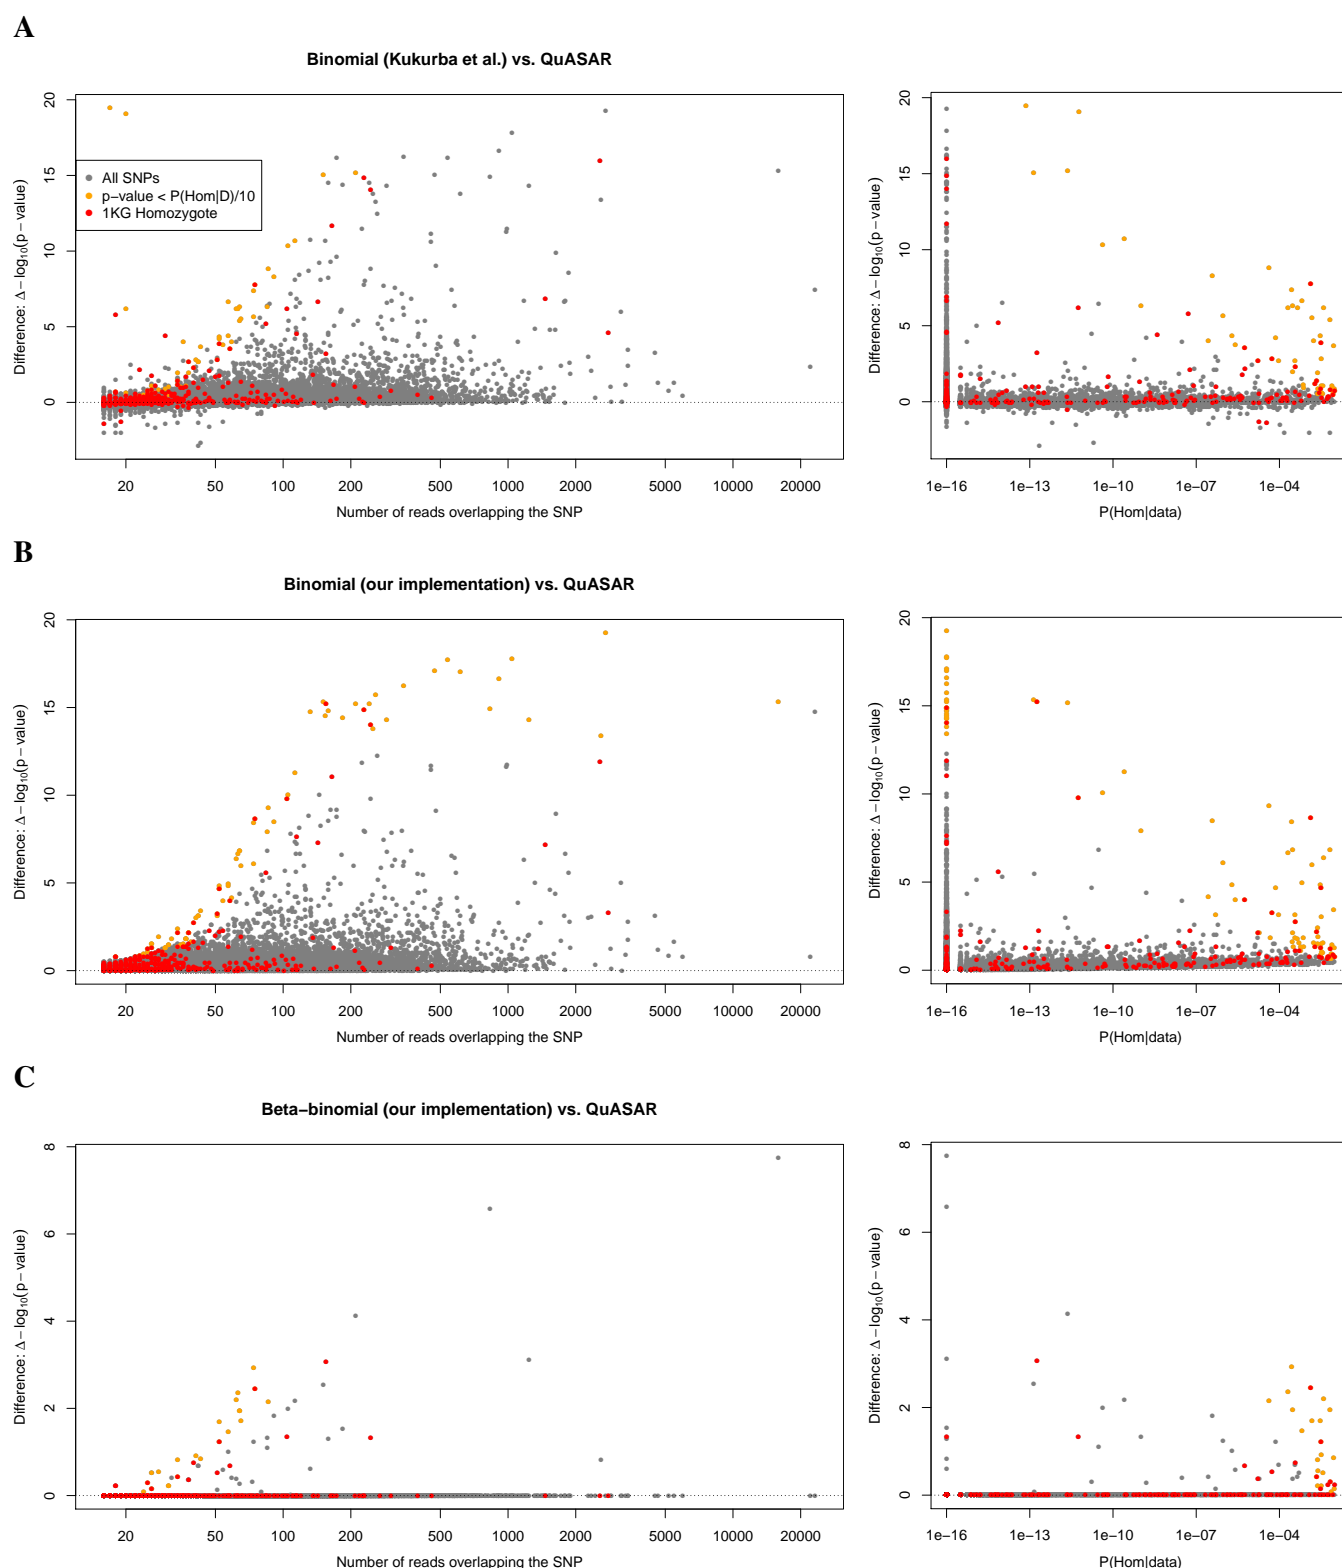 A
Binomial (Kukurba et al.) vs. QuASAR
Difference: Δ−log10(p−value)
0
5
10
15
20
All SNPs
p−value < P(Hom|D)/10
1KG Homozygote
20
50
100
200
500
1000
2000
5000
10000
20000
Number of reads overlapping the SNP
Difference: Δ−log10(p−value)
0
5
10
15
20
1e−16
1e−13
1e−10
1e−07
1e−04
P(Hom|data)
B
Binomial (our implementation) vs. QuASAR
Difference: Δ−log10(p−value)
0
5
10
15
20
20
50
100
200
500
1000
2000
5000
10000
20000
Number of reads overlapping the SNP
Difference: Δ−log10(p−value)
0
5
10
15
20
1e−16
1e−13
1e−10
1e−07
1e−04
P(Hom|data)
C
Beta−binomial (our implementation) vs. QuASAR
Difference: Δ−log10(p−value)
0
2
4
6
8
20
50
100
200
500
1000
2000
5000
10000
20000
Number of reads overlapping the SNP
Difference: Δ−log10(p−value)
0
2
4
6
8
1e−16
1e−13
1e−10
1e−07
1e−04
P(Hom|data)